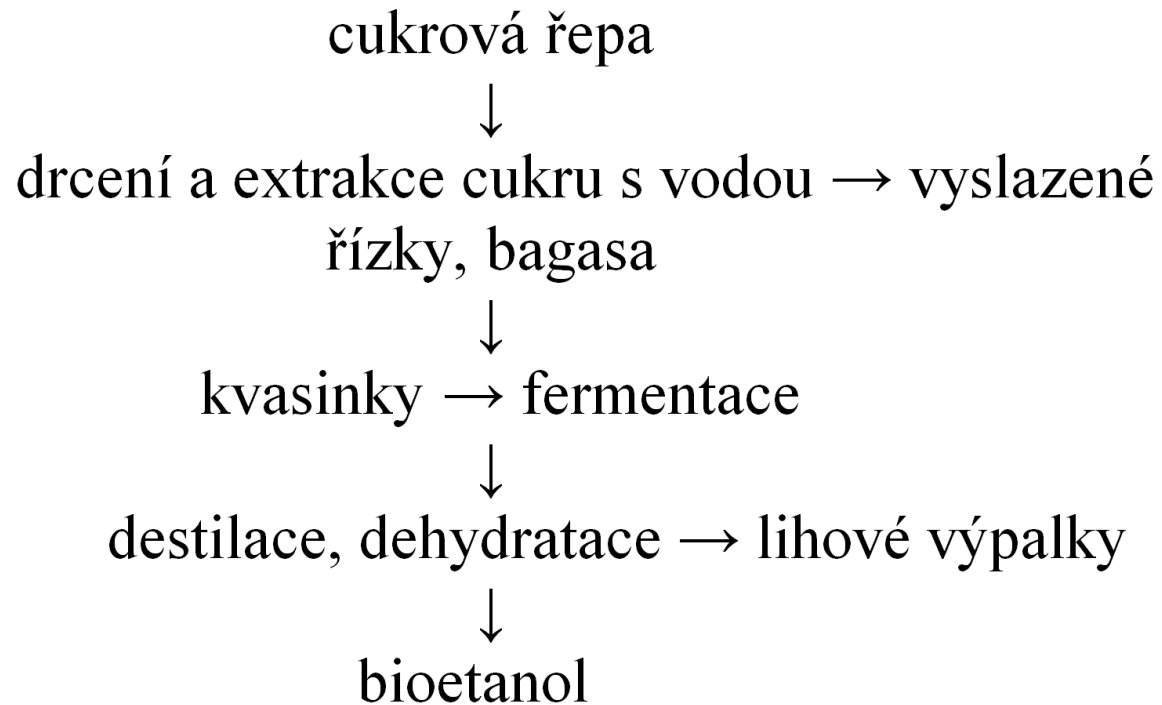 cukrová řepa
↓
drcení a extrakce cukru s vodou → vyslazené
řízky, bagasa
↓
kvasinky → fermentace
↓
destilace, dehydratace → lihové výpalky
↓
bioetanol